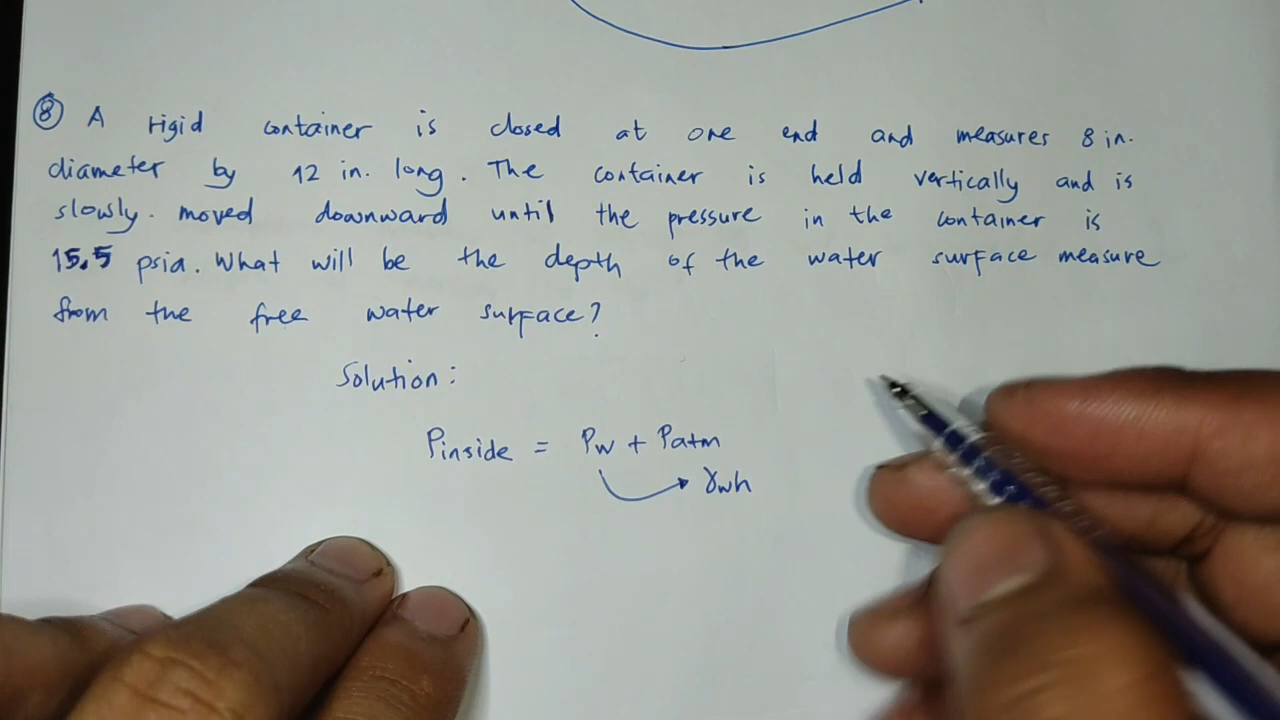 ⑧ A rigid container is closed at one end and measures 8 in.
diameter by 12 in. long. The container is held vertically and is
slowly. moved downward until the pressure in the container is
15.5 psia. What will be the depth of the water surface measure
from the free water surface?
Solution:
Pinside = Pw + Patm
γwh